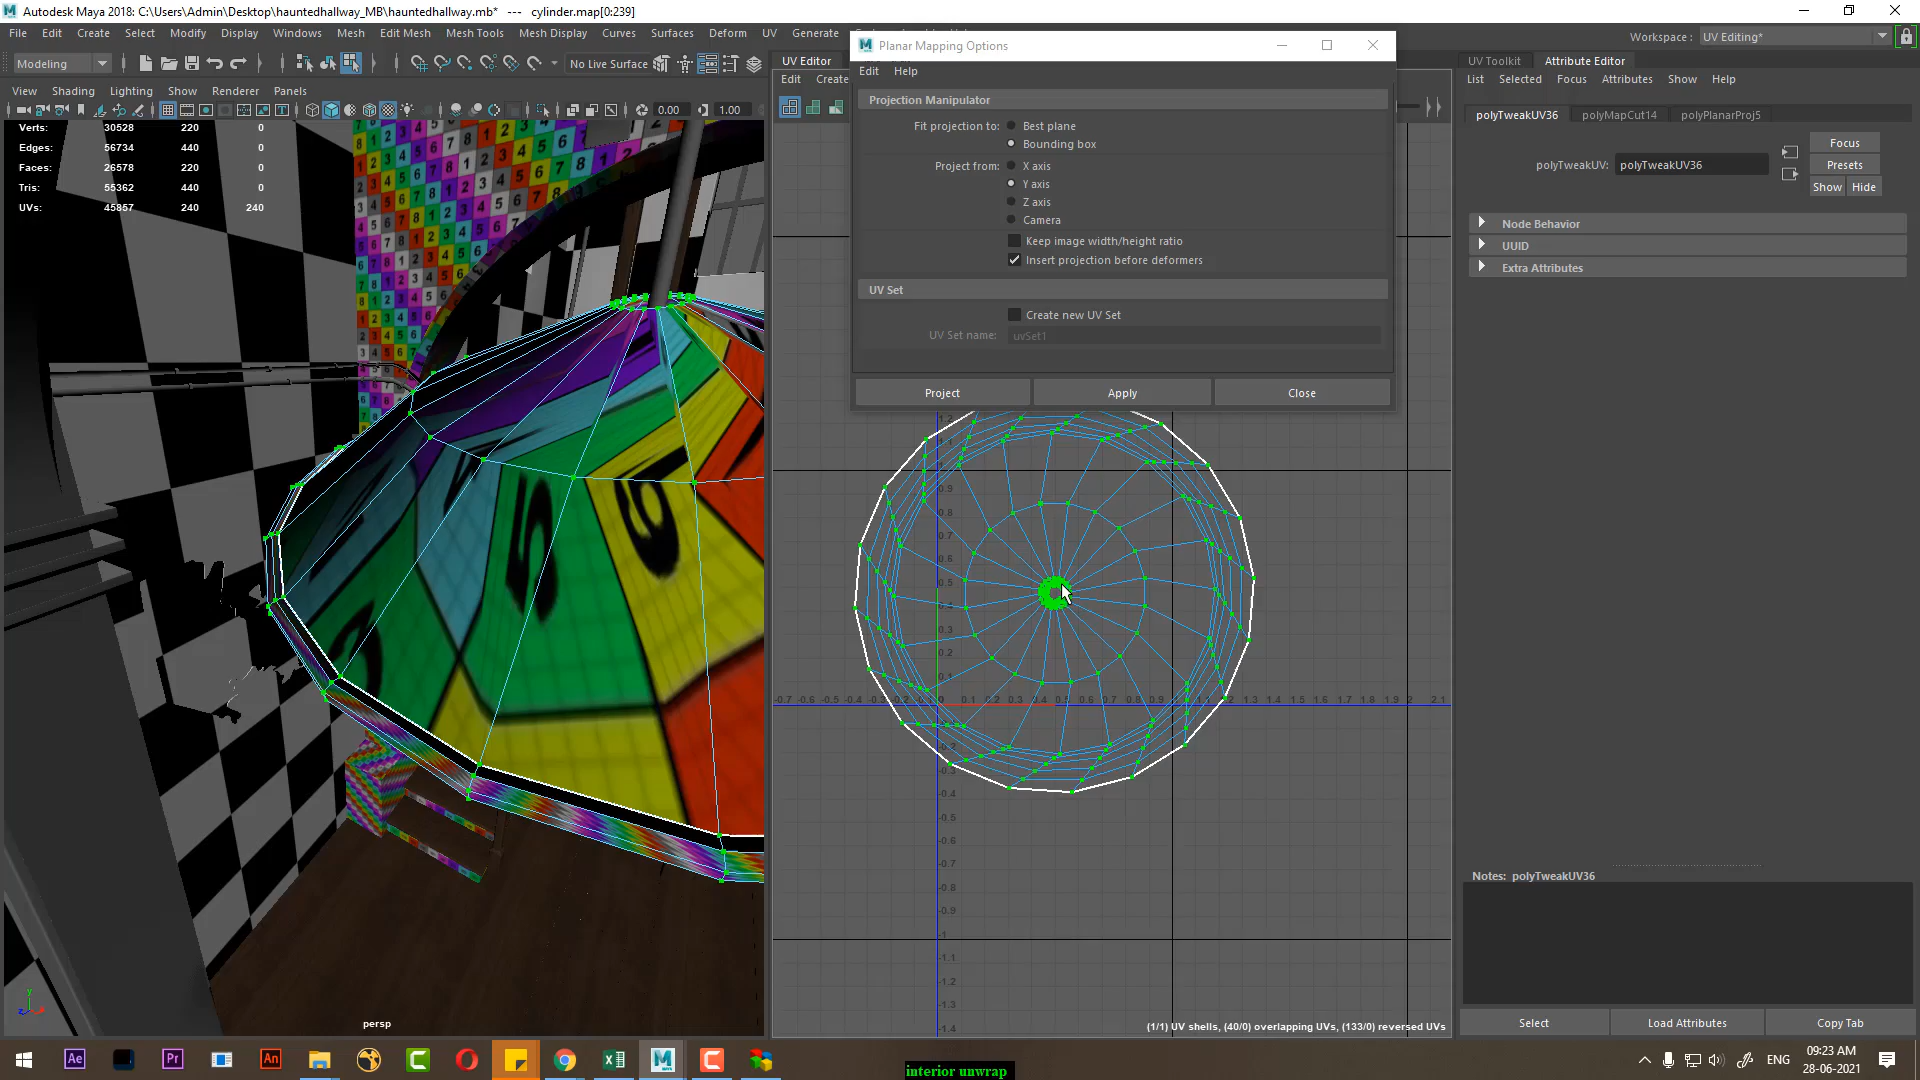 Autodesk Maya 2018: C:\Users\Admin\Desktop\hauntedhallway_MB\hauntedhallway.mb* --- cylinder.map[0:239]
File Edit Create Select Modify Display Windows Mesh Edit Mesh Mesh Tools Mesh Display Curves Surfaces Deform UV Generate
Workspace : UV Editing*
Modeling
No Live Surface
View Shading Lighting Show Renderer Panels
0.00 1.00
Verts: 30528 220 0
Edges: 56734 440 0
Faces: 26578 220 0
Tris: 55362 440 0
UVs: 45857 240 240
persp
UV Editor
Edit Create
Planar Mapping Options
Edit Help
Projection Manipulator
Fit projection to: Best plane
Bounding box
Project from: X axis
Y axis
Z axis
Camera
Keep image width/height ratio
Insert projection before deformers
UV Set
Create new UV Set
UV Set name: uvSet1
Project Apply Close
(1/1) UV shells, (40/0) overlapping UVs, (133/0) reversed UVs
UV Toolkit Attribute Editor
List Selected Focus Attributes Show Help
polyTweakUV36 polyMapCut14 polyPlanarProj5
polyTweakUV: polyTweakUV36
Focus
Presets
Show Hide
Node Behavior
UUID
Extra Attributes
Notes: polyTweakUV36
Select Load Attributes Copy Tab
interior unwrap
ENG
09:23 AM
28-06-2021